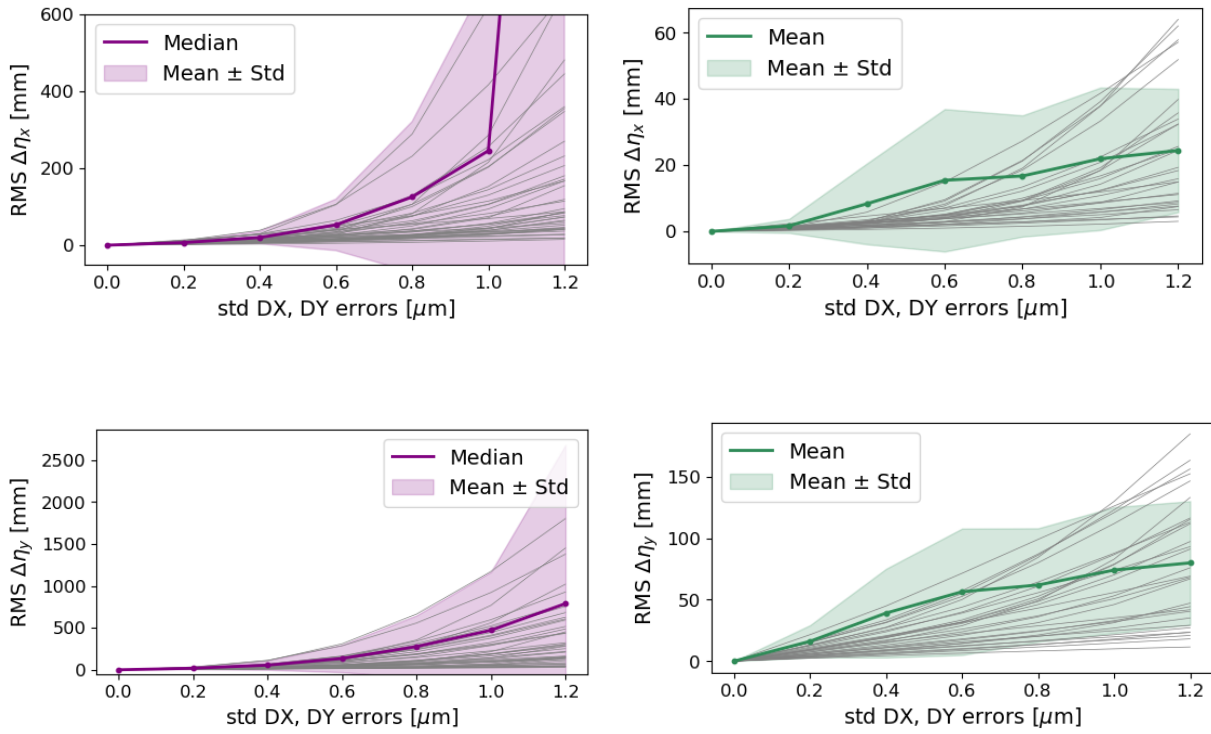 RMS Δηx [mm]
600
400
200
0
Median
Mean ± Std
0.0 0.2 0.4 0.6 0.8 1.0 1.2
std DX, DY errors [μm]
RMS Δηx [mm]
60
40
20
0
Mean
Mean ± Std
0.0 0.2 0.4 0.6 0.8 1.0 1.2
std DX, DY errors [μm]
RMS Δηy [mm]
2500
2000
1500
1000
500
0
Median
Mean ± Std
0.0 0.2 0.4 0.6 0.8 1.0 1.2
std DX, DY errors [μm]
RMS Δηy [mm]
150
100
50
0
Mean
Mean ± Std
0.0 0.2 0.4 0.6 0.8 1.0 1.2
std DX, DY errors [μm]